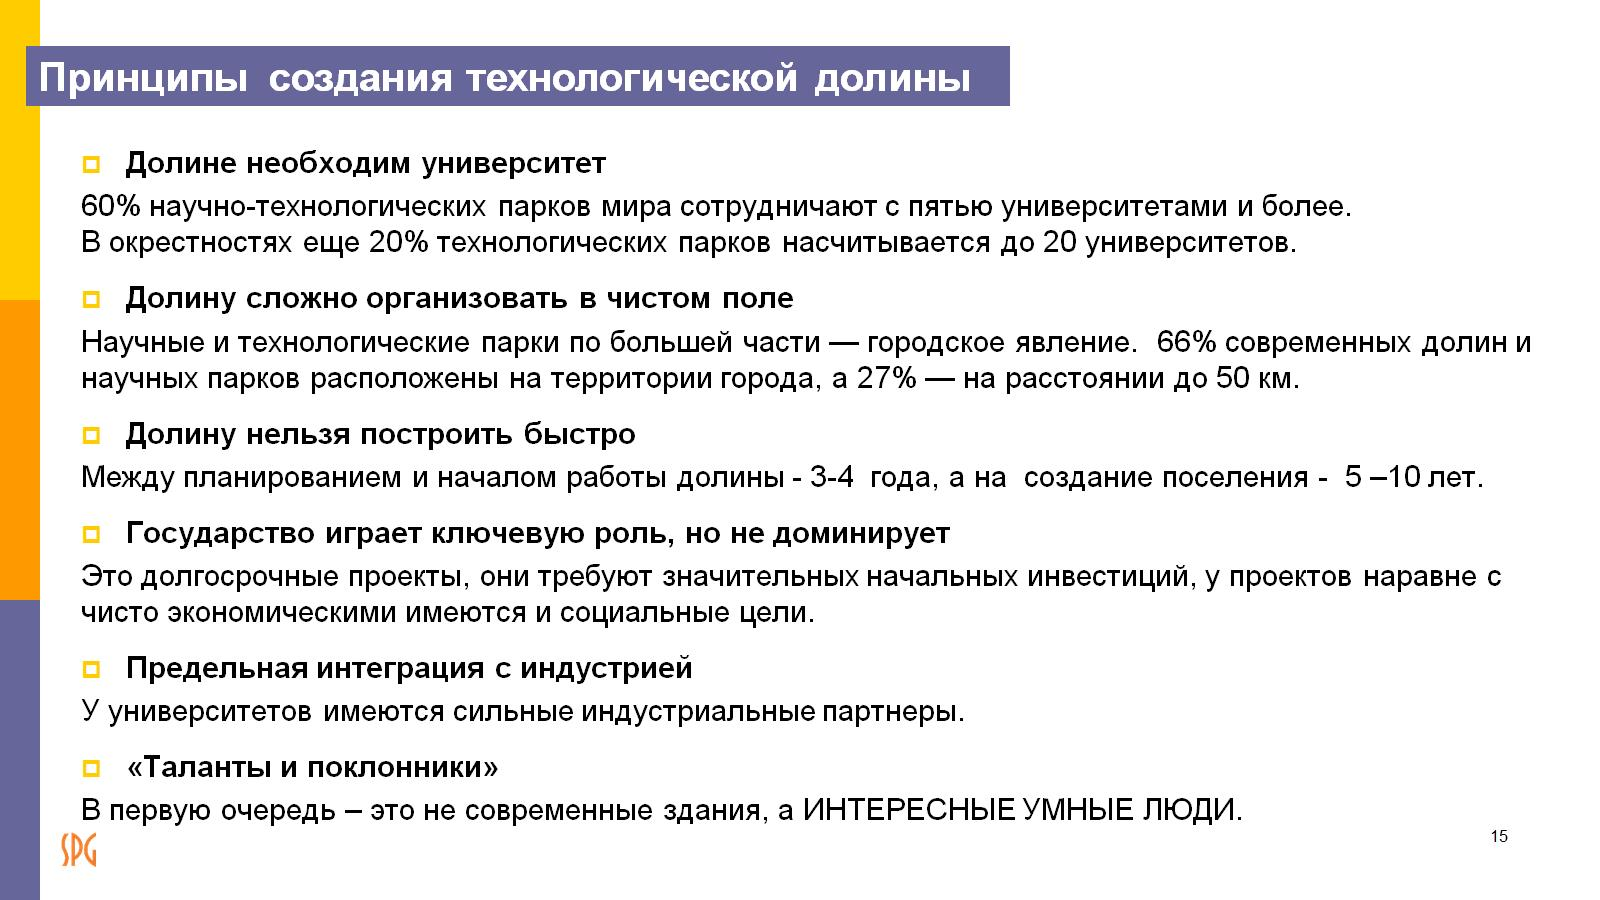 Принципы создания технологической долины
Долине необходим университет
60% научно-технологических парков мира сотрудничают с пятью университетами и более.
В окрестностях еще 20% технологических парков насчитывается до 20 университетов.
Долину сложно организовать в чистом поле
Научные и технологические парки по большей части — городское явление. 66% современных долин и
научных парков расположены на территории города, а 27% — на расстоянии до 50 км.
Долину нельзя построить быстро
Между планированием и началом работы долины - 3-4 года, а на создание поселения - 5 –10 лет.
Государство играет ключевую роль, но не доминирует
Это долгосрочные проекты, они требуют значительных начальных инвестиций, у проектов наравне с
чисто экономическими имеются и социальные цели.
Предельная интеграция с индустрией
У университетов имеются сильные индустриальные партнеры.
«Таланты и поклонники»
В первую очередь – это не современные здания, а ИНТЕРЕСНЫЕ УМНЫЕ ЛЮДИ.
SPG
15